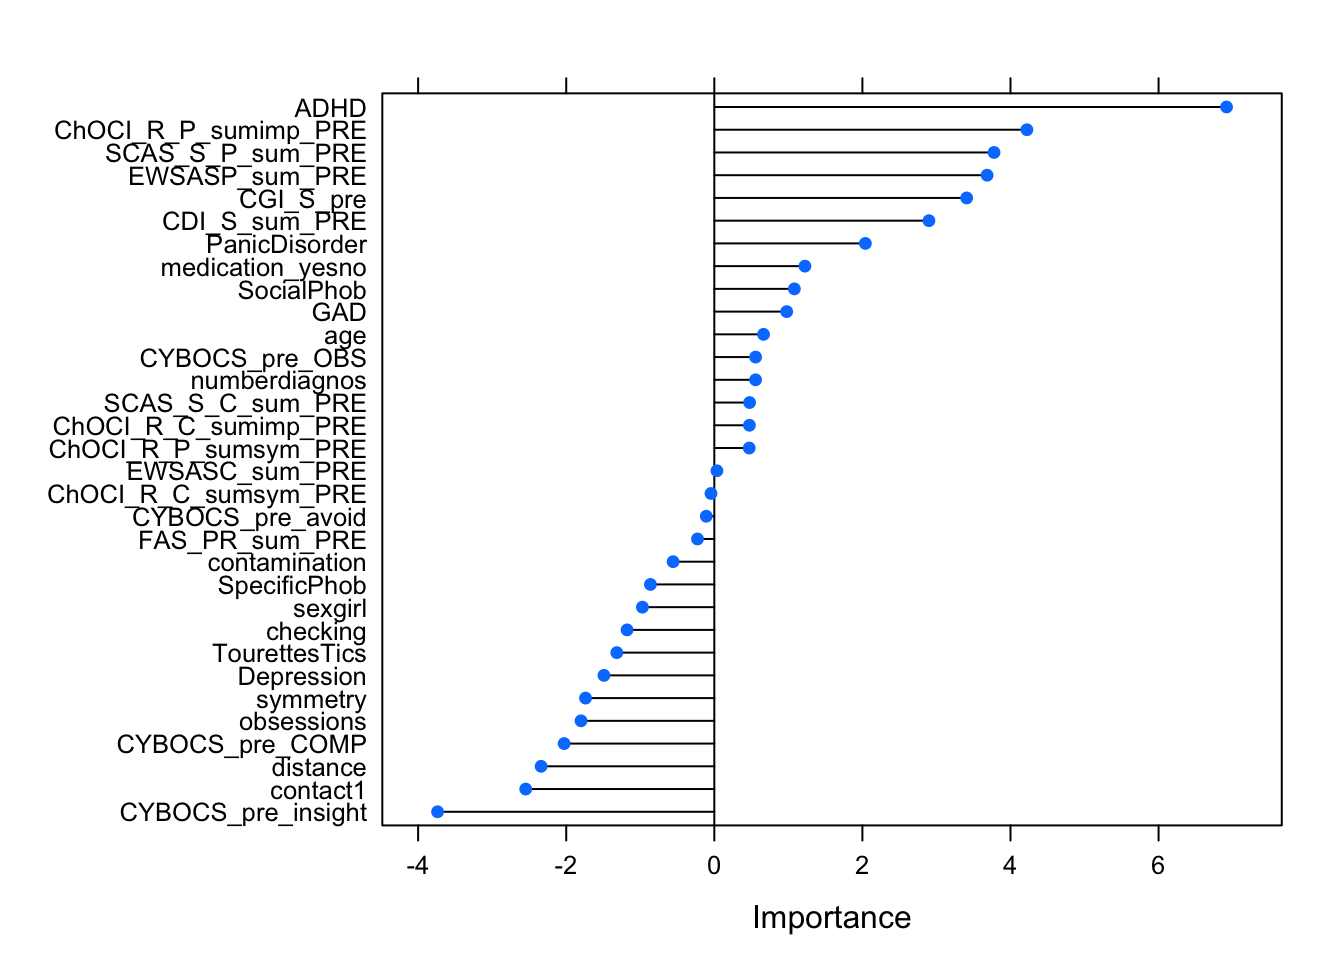 ADHD
ChOCI_R_P_sumimp_PRE
SCAS_S_P_sum_PRE
EWSASP_sum_PRE
CGI_S_pre
CDI_S_sum_PRE
PanicDisorder
medication_yesno
SocialPhob
GAD
age
CYBOCS_pre_OBS
numberdiagnos
SCAS_S_C_sum_PRE
ChOCI_R_C_sumimp_PRE
ChOCI_R_P_sumsym_PRE
EWSASC_sum_PRE
ChOCI_R_C_sumsym_PRE
CYBOCS_pre_avoid
FAS_PR_sum_PRE
contamination
SpecificPhob
sexgirl
checking
TourettesTics
Depression
symmetry
obsessions
CYBOCS_pre_COMP
distance
contact1
CYBOCS_pre_insight
-4 -2 0 2 4 6
Importance